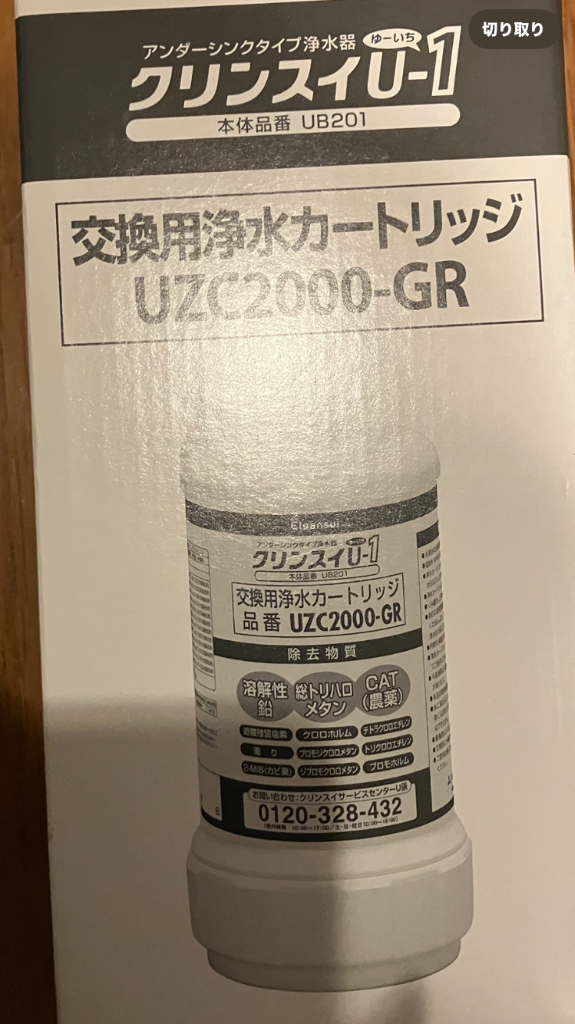 切り取り
アンダーシンクタイプ浄水器 ゆーいち
クリンスイU-1
本体品番 UB201
交換用浄水カートリッジ
UZC2000-GR
Cleansui
アンダーシンクタイプ浄水器 ゆーいち
クリンスイU-1
本体品番 UB201
交換用浄水カートリッジ
品番 UZC2000-GR
除去物質
溶解性 総トリハロ CAT
鉛 メタン (農薬)
遊離残留塩素 クロロホルム テトラクロロエチレン
濁り ブロモジクロロメタン トリクロロエチレン
2-MIB(カビ臭) ジブロモクロロメタン ブロモホルム
お問い合わせ:クリンスイサービスセンターU係
0120-328-432